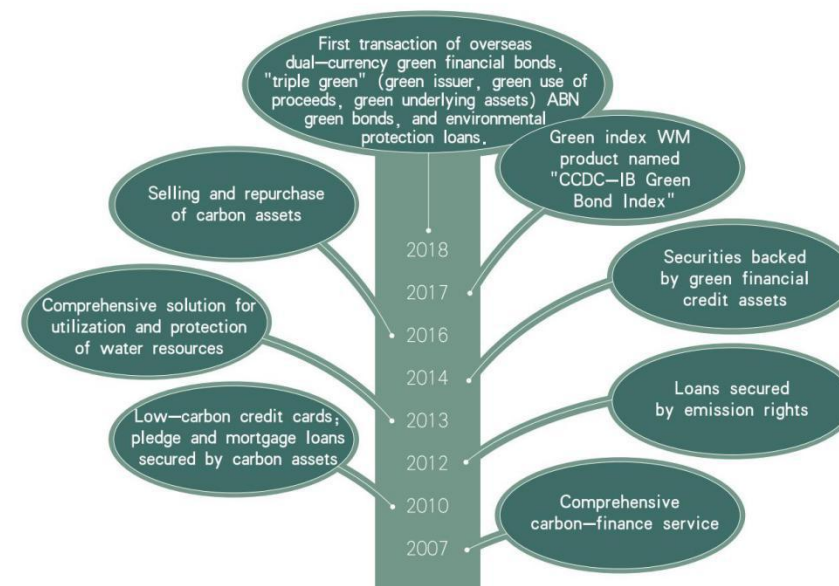 First transaction of overseas
dual—currency green financial bonds,
"triple green" (green issuer, green use of
proceeds, green underlying assets) ABN
green bonds, and environmental
protection loans.
Green index WM
product named
"CCDC—IB Green
Bond Index"
Selling and repurchase
of carbon assets
2018
Securities backed
by green financial
credit assets
2017
Comprehensive solution for
utilization and protection
of water resources
2016
2014
Loans secured
by emission rights
Low—carbon credit cards;
pledge and mortgage loans
secured by carbon assets
2013
2012
Comprehensive
carbon—finance service
2010
2007